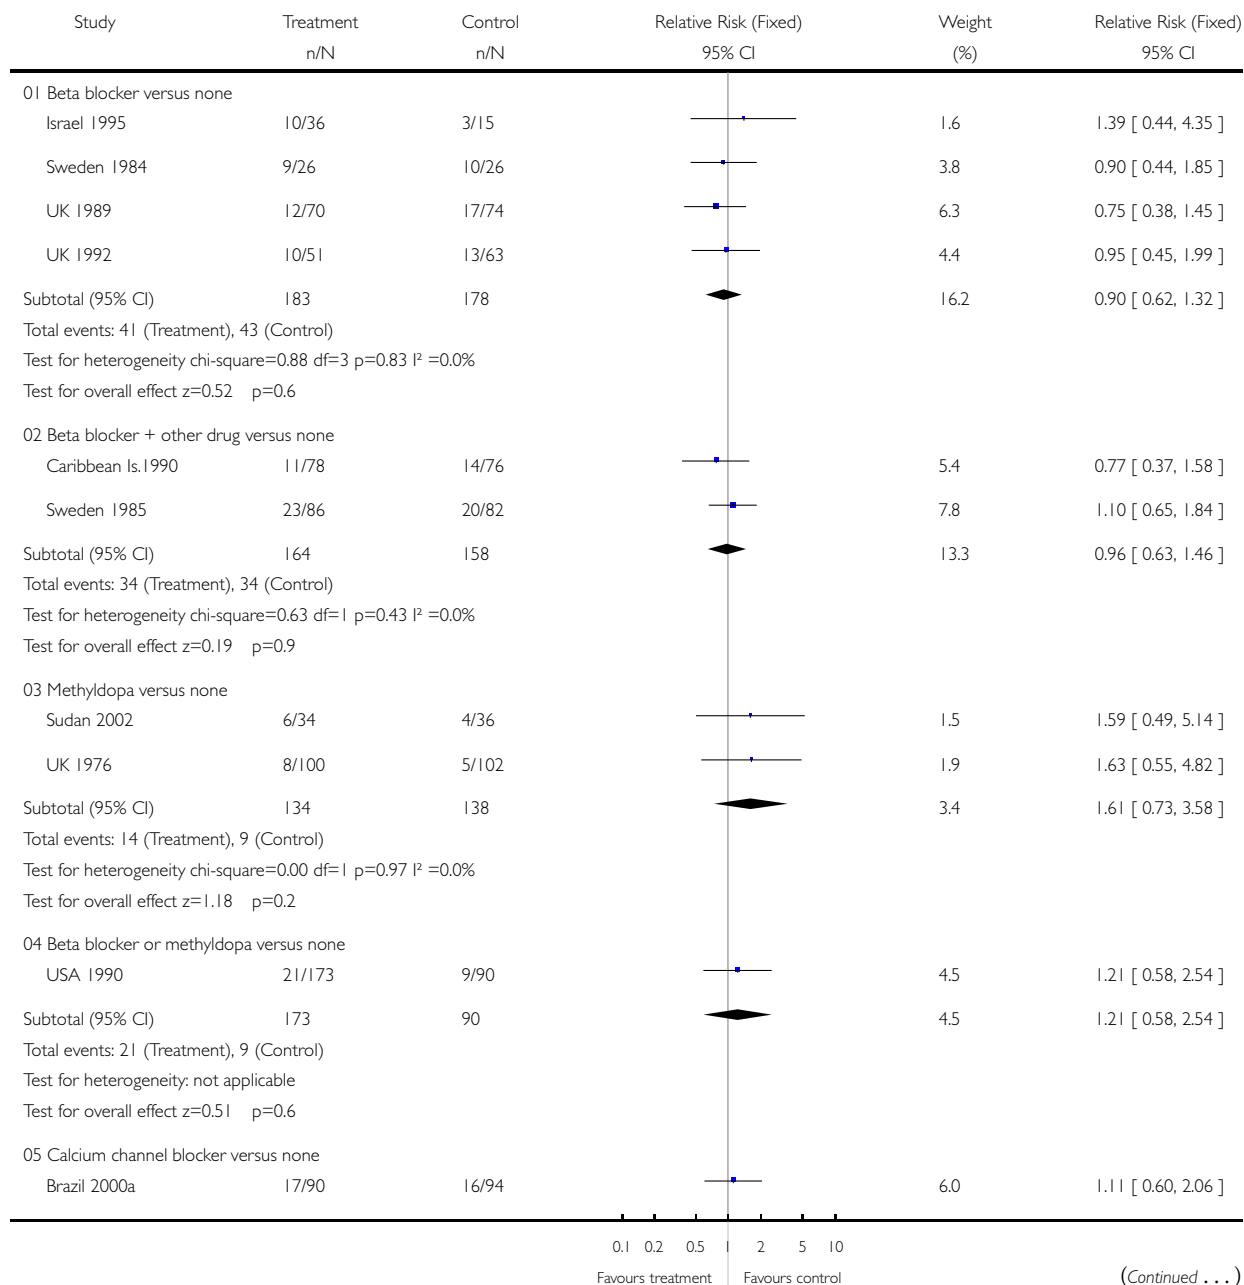 Study Treatment Control Relative Risk (Fixed) Weight Relative Risk (Fixed)
n/N n/N 95% CI (%) 95% CI
01 Beta blocker versus none
Israel 1995 10/36 3/15 1.6 1.39 [ 0.44, 4.35 ]
Sweden 1984 9/26 10/26 3.8 0.90 [ 0.44, 1.85 ]
UK 1989 12/70 17/74 6.3 0.75 [ 0.38, 1.45 ]
UK 1992 10/51 13/63 4.4 0.95 [ 0.45, 1.99 ]
Subtotal (95% CI) 183 178 16.2 0.90 [ 0.62, 1.32 ]
Total events: 41 (Treatment), 43 (Control)
Test for heterogeneity chi-square=0.88 df=3 p=0.83 I² =0.0%
Test for overall effect z=0.52 p=0.6
02 Beta blocker + other drug versus none
Caribbean Is.1990 11/78 14/76 5.4 0.77 [ 0.37, 1.58 ]
Sweden 1985 23/86 20/82 7.8 1.10 [ 0.65, 1.84 ]
Subtotal (95% CI) 164 158 13.3 0.96 [ 0.63, 1.46 ]
Total events: 34 (Treatment), 34 (Control)
Test for heterogeneity chi-square=0.63 df=1 p=0.43 I² =0.0%
Test for overall effect z=0.19 p=0.9
03 Methyldopa versus none
Sudan 2002 6/34 4/36 1.5 1.59 [ 0.49, 5.14 ]
UK 1976 8/100 5/102 1.9 1.63 [ 0.55, 4.82 ]
Subtotal (95% CI) 134 138 3.4 1.61 [ 0.73, 3.58 ]
Total events: 14 (Treatment), 9 (Control)
Test for heterogeneity chi-square=0.00 df=1 p=0.97 I² =0.0%
Test for overall effect z=1.18 p=0.2
04 Beta blocker or methyldopa versus none
USA 1990 21/173 9/90 4.5 1.21 [ 0.58, 2.54 ]
Subtotal (95% CI) 173 90 4.5 1.21 [ 0.58, 2.54 ]
Total events: 21 (Treatment), 9 (Control)
Test for heterogeneity: not applicable
Test for overall effect z=0.51 p=0.6
05 Calcium channel blocker versus none
Brazil 2000a 17/90 16/94 6.0 1.11 [ 0.60, 2.06 ]
0.1 0.2 0.5 1 2 5 10
Favours treatment Favours control (Continued . . . )